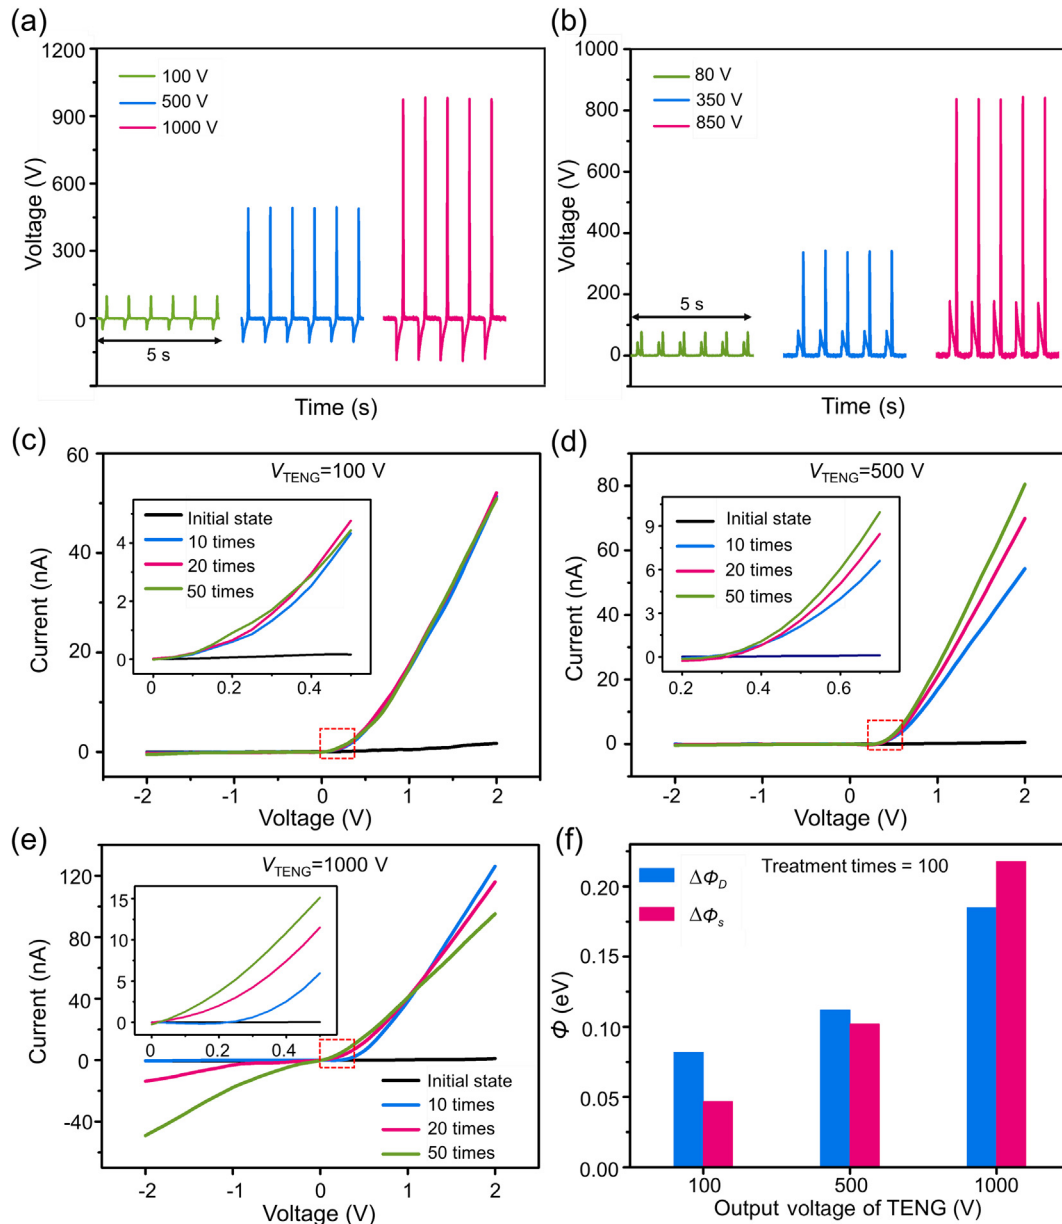 (a)
1200
900
600
300
0
Voltage (V)
100 V
500 V
1000 V
5 s
Time (s)
(b)
1000
800
600
400
200
0
Voltage (V)
80 V
350 V
850 V
5 s
Time (s)
(c)
60
40
20
0
Current (nA)
V_TENG=100 V
Initial state
10 times
20 times
50 times
4
2
0
0
0.2
0.4
-2
-1
0
1
2
Voltage (V)
(d)
80
60
40
20
0
Current (nA)
V_TENG=500 V
Initial state
10 times
20 times
50 times
9
6
3
0
0.2
0.4
0.6
-2
-1
0
1
2
Voltage (V)
(e)
120
80
40
0
-40
Current (nA)
V_TENG=1000 V
15
10
5
0
0
0.2
0.4
Initial state
10 times
20 times
50 times
-2
-1
0
1
2
Voltage (V)
(f)
0.20
0.15
0.10
0.05
0.00
Φ (eV)
Treatment times = 100
ΔΦ_D
ΔΦ_s
100
500
1000
Output voltage of TENG (V)